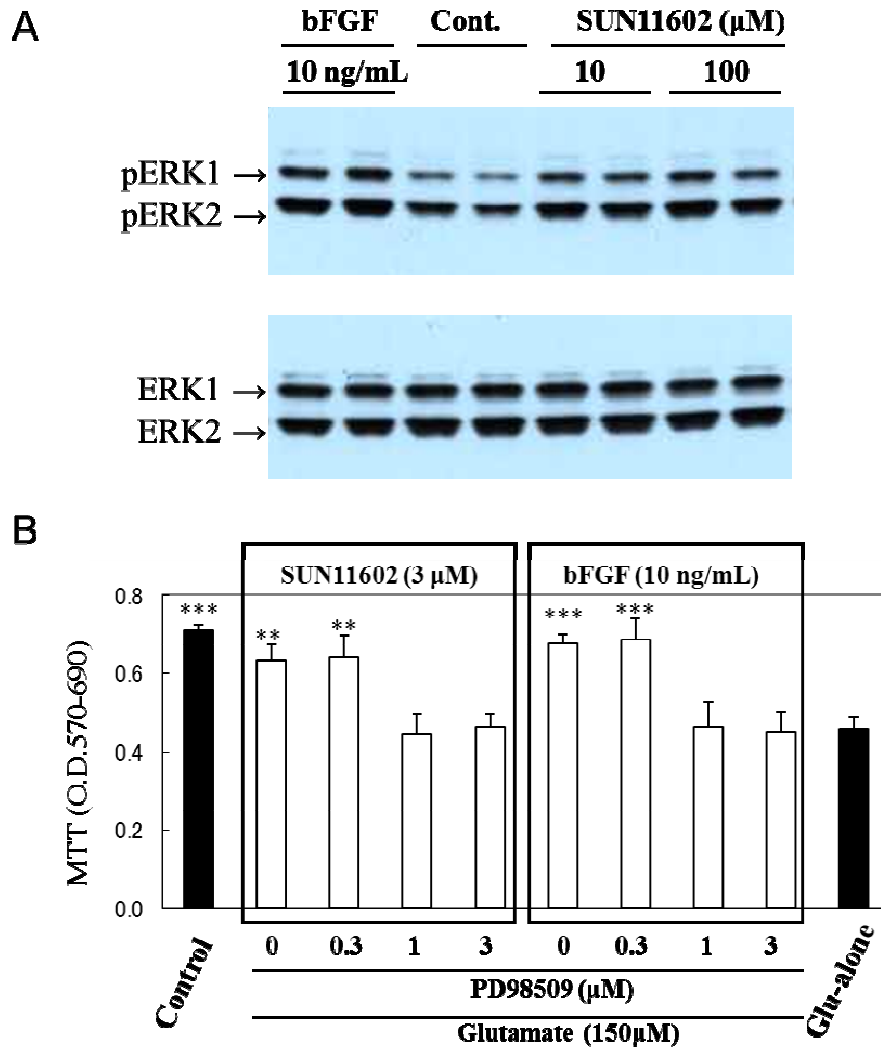 A
bFGF Cont. SUN11602 (μM)
10 ng/mL 10 100
pERK1 →
pERK2 →
ERK1 →
ERK2 →
B
SUN11602 (3 μM) bFGF (10 ng/mL)
MTT (O.D.570-690)
0.8
0.6
0.4
0.2
0.0
*** ** ** *** ***
Control 0 0.3 1 3 0 0.3 1 3 Glu-alone
PD98509 (μM)
Glutamate (150μM)